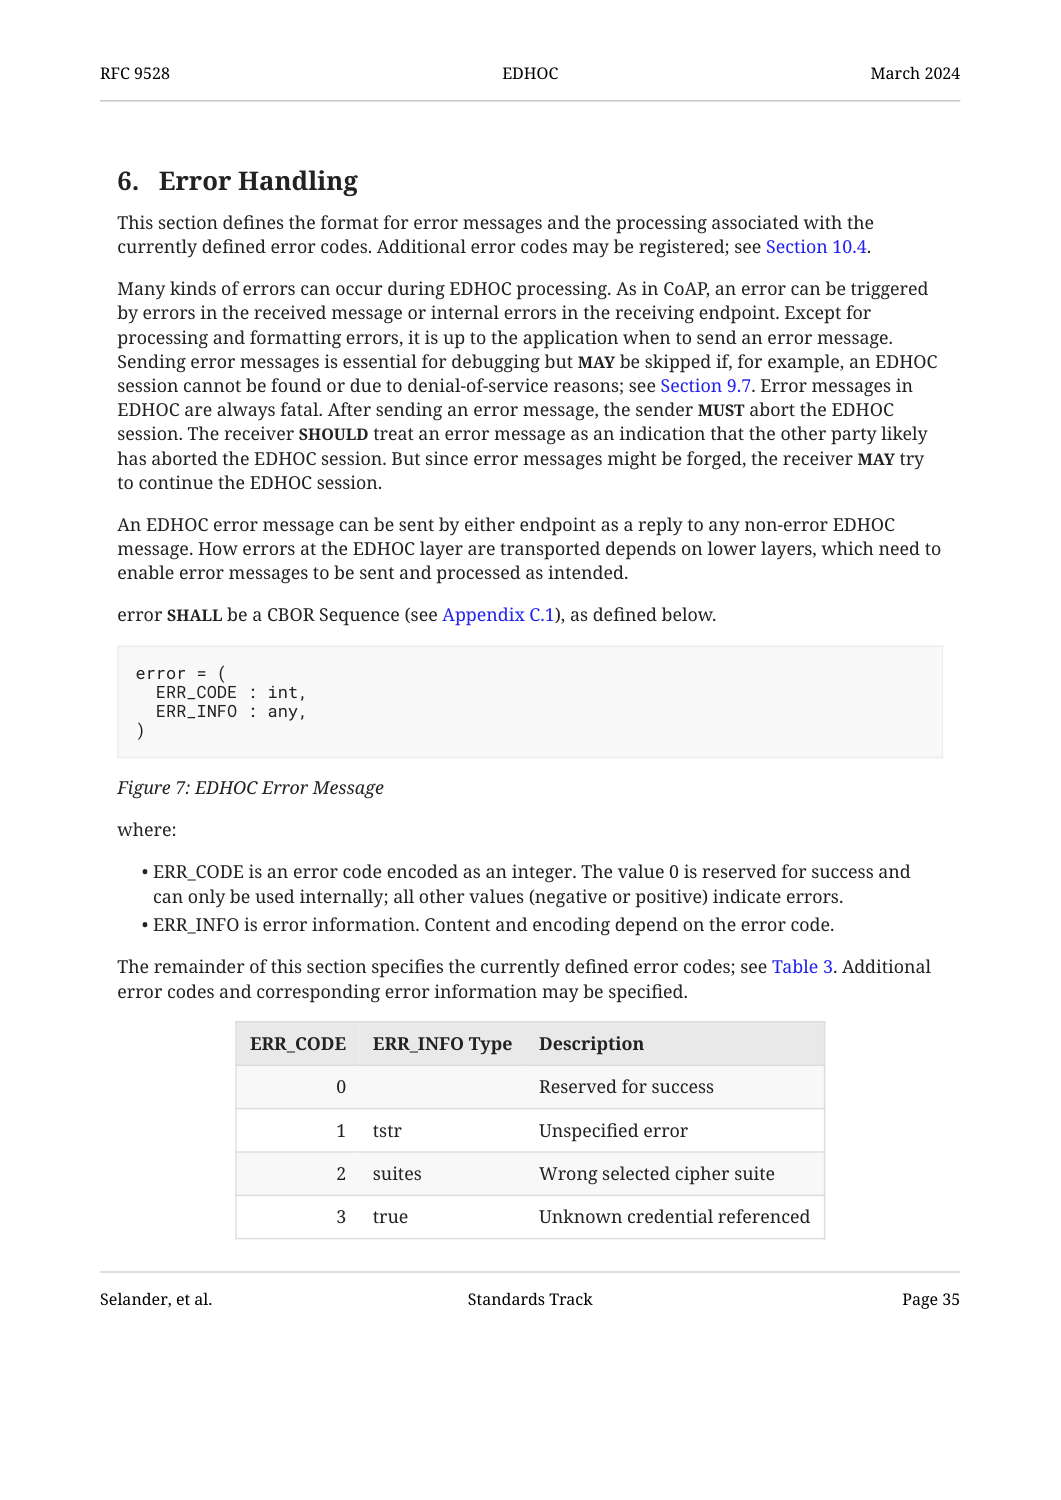 RFC 9528 EDHOC March 2024
6. Error Handling
This section defines the format for error messages and the processing associated with the
currently defined error codes. Additional error codes may be registered; see Section 10.4.
Many kinds of errors can occur during EDHOC processing. As in CoAP, an error can be triggered
by errors in the received message or internal errors in the receiving endpoint. Except for
processing and formatting errors, it is up to the application when to send an error message.
Sending error messages is essential for debugging but MAY be skipped if, for example, an EDHOC
session cannot be found or due to denial-of-service reasons; see Section 9.7. Error messages in
EDHOC are always fatal. After sending an error message, the sender MUST abort the EDHOC
session. The receiver SHOULD treat an error message as an indication that the other party likely
has aborted the EDHOC session. But since error messages might be forged, the receiver MAY try
to continue the EDHOC session.
An EDHOC error message can be sent by either endpoint as a reply to any non-error EDHOC
message. How errors at the EDHOC layer are transported depends on lower layers, which need to
enable error messages to be sent and processed as intended.
error SHALL be a CBOR Sequence (see Appendix C.1), as defined below.
error = (
  ERR_CODE : int,
  ERR_INFO : any,
)
Figure 7: EDHOC Error Message
where:
• ERR_CODE is an error code encoded as an integer. The value 0 is reserved for success and
can only be used internally; all other values (negative or positive) indicate errors.
• ERR_INFO is error information. Content and encoding depend on the error code.
The remainder of this section specifies the currently defined error codes; see Table 3. Additional
error codes and corresponding error information may be specified.
ERR_CODE ERR_INFO Type Description
0 Reserved for success
1 tstr Unspecified error
2 suites Wrong selected cipher suite
3 true Unknown credential referenced
Selander, et al. Standards Track Page 35